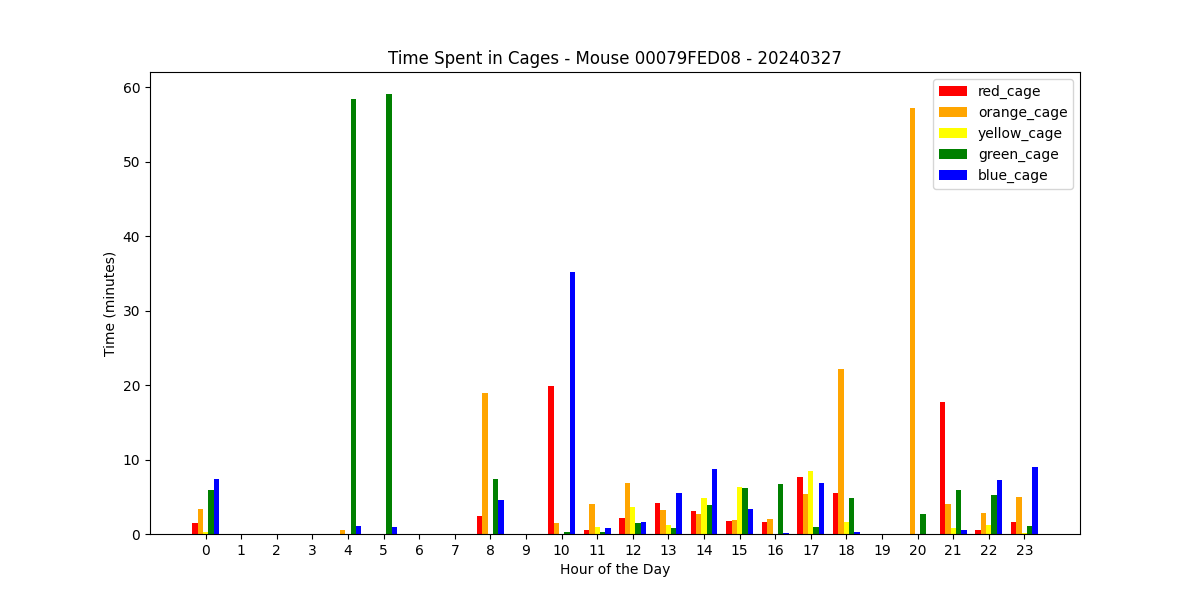 Time Spent in Cages - Mouse 00079FED08 - 20240327
60
50
40
30
20
10
0
Time (minutes)
red_cage
orange_cage
yellow_cage
green_cage
blue_cage
0 1 2 3 4 5 6 7 8 9 10 11 12 13 14 15 16 17 18 19 20 21 22 23
Hour of the Day